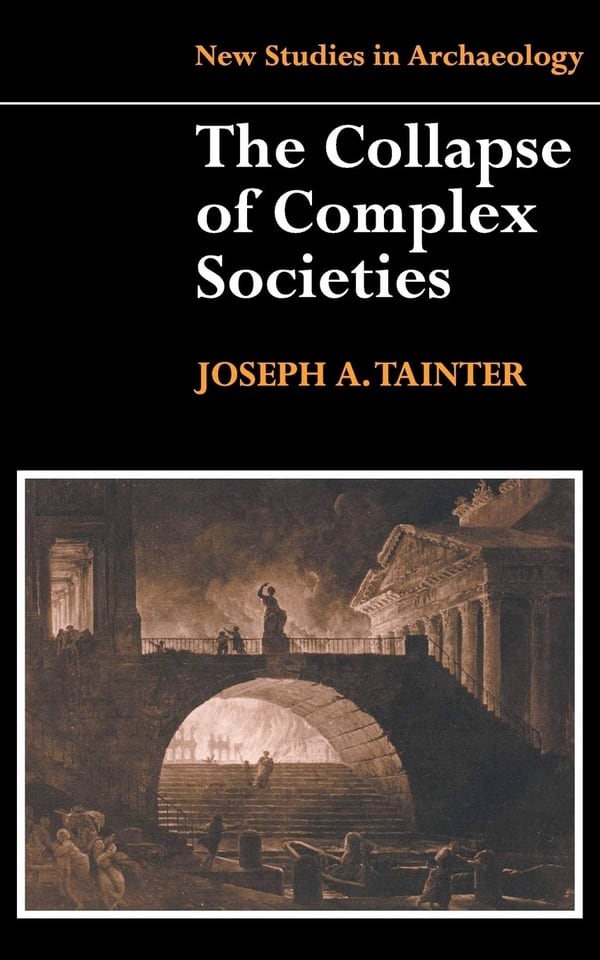 New Studies in Archaeology
The Collapse
of Complex
Societies
JOSEPH A. TAINTER